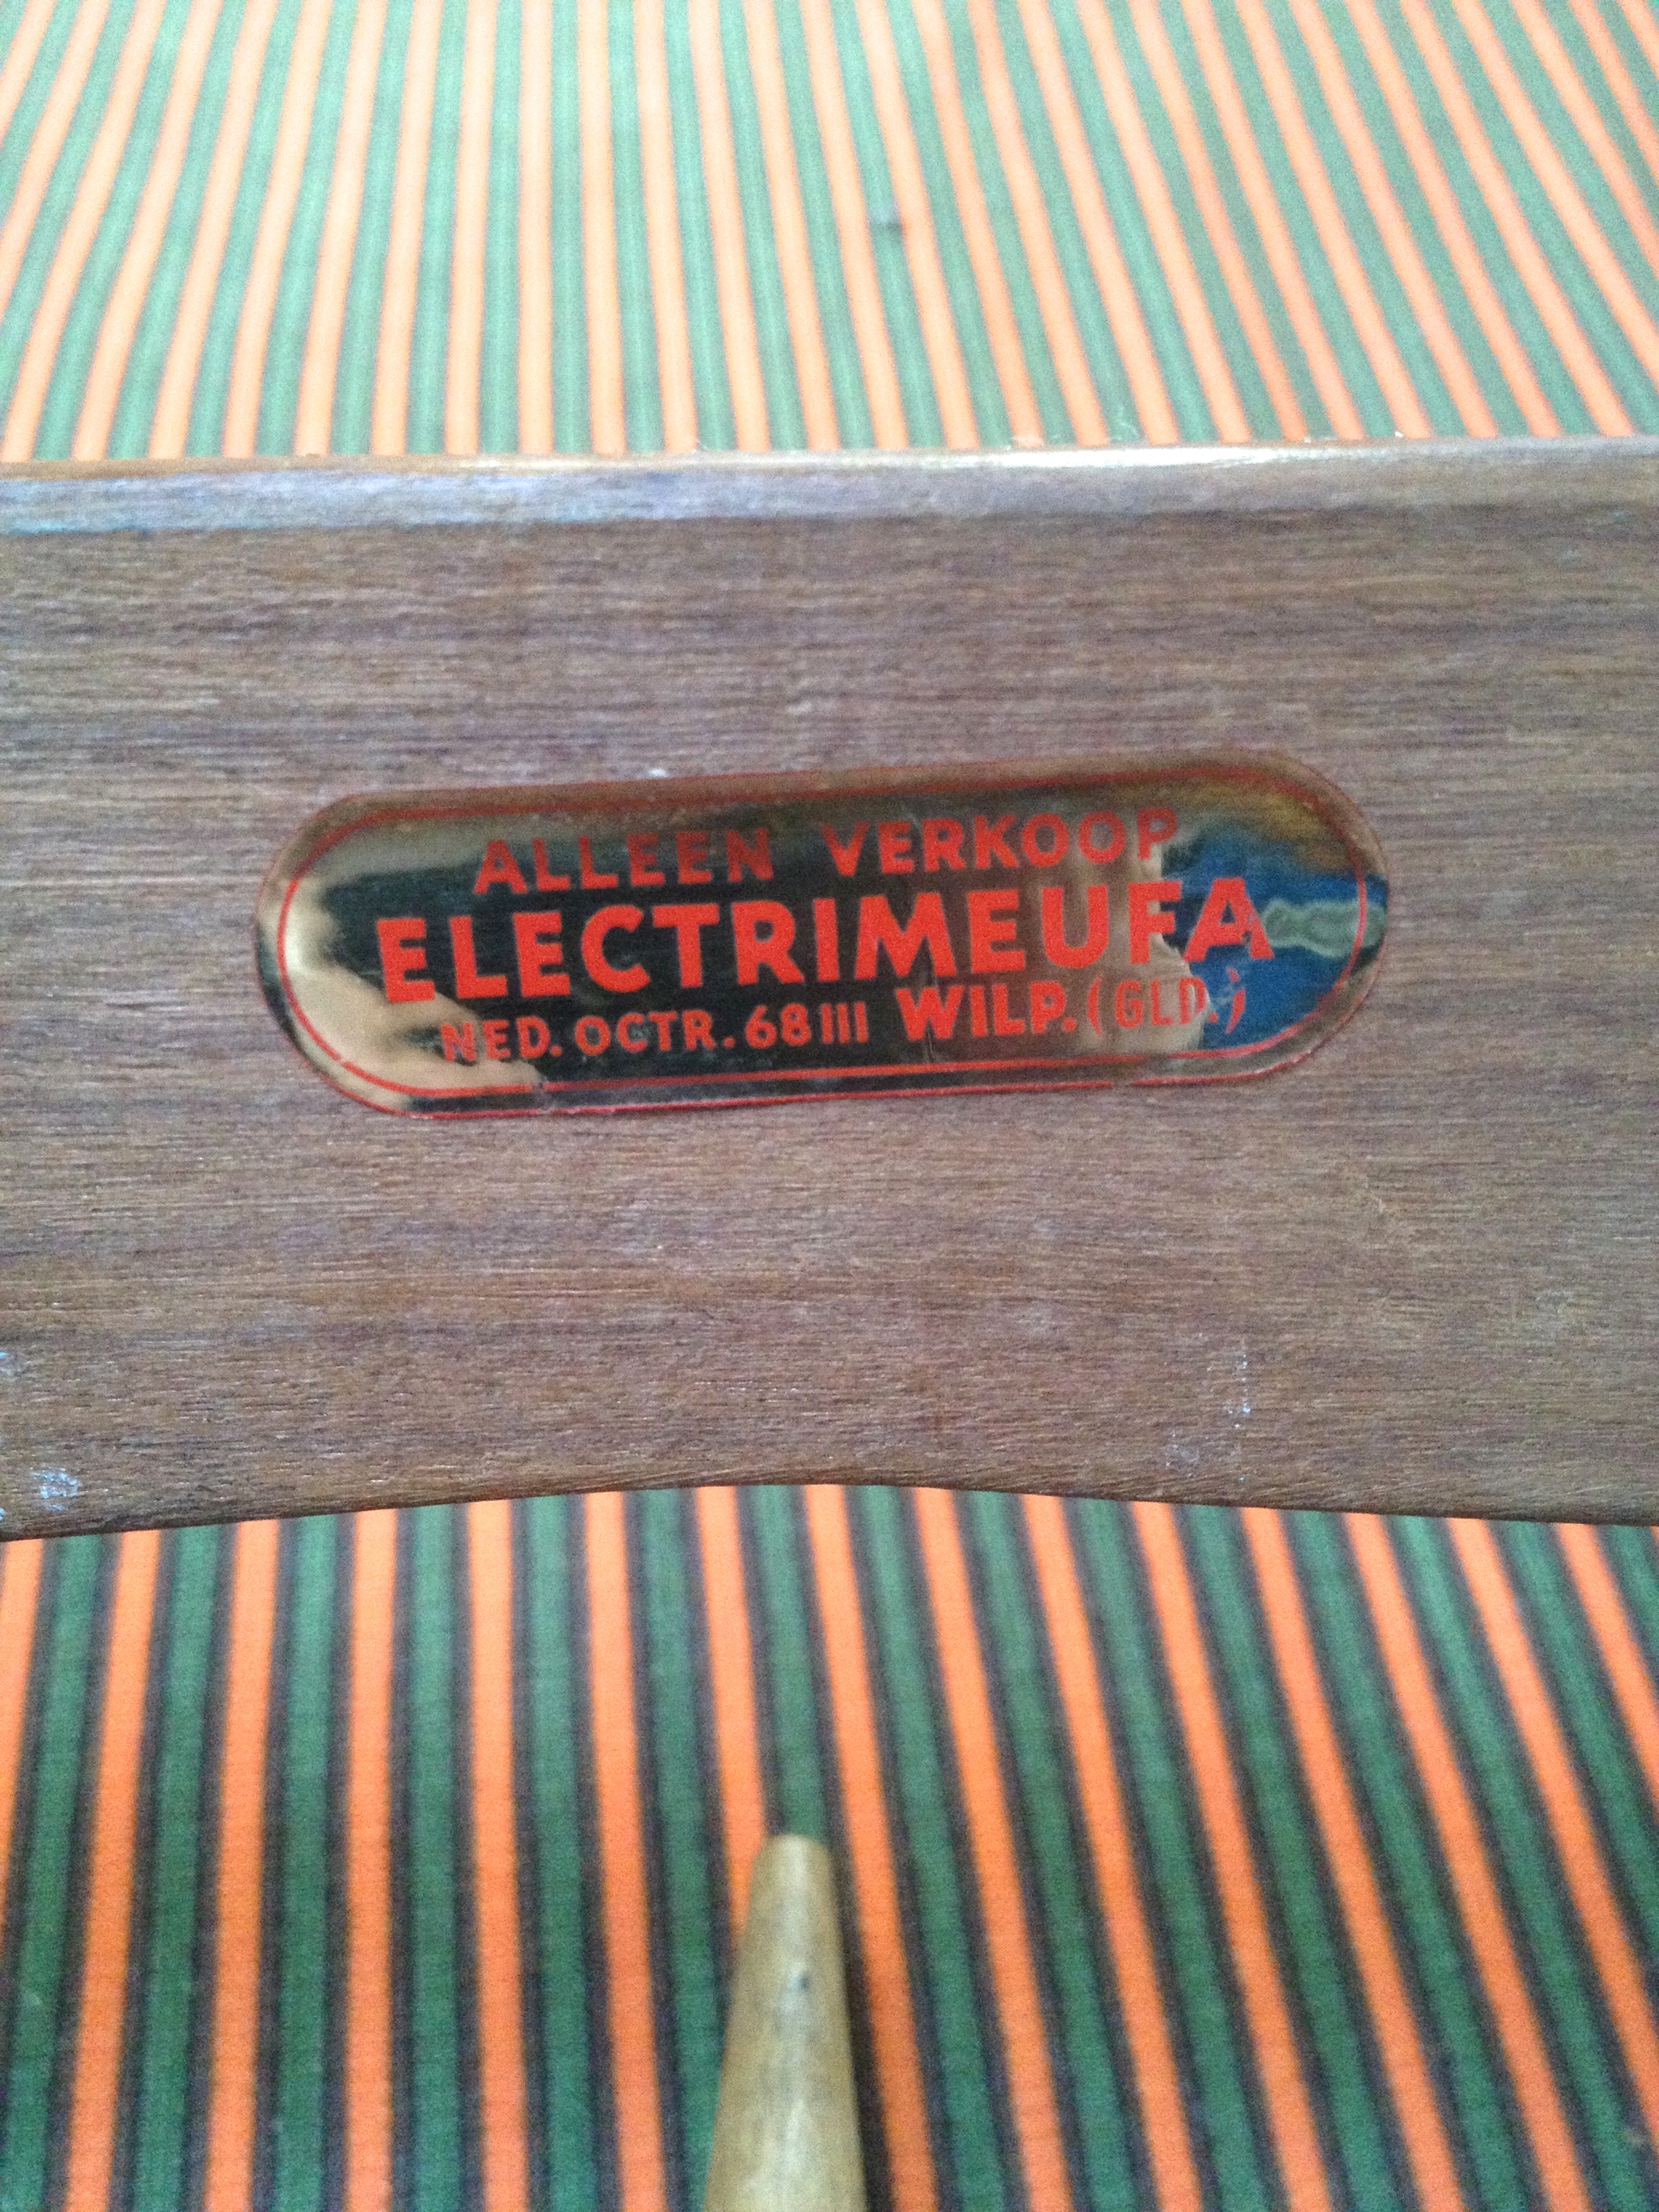 ALLEEN VERKOOP
ELECTRIMEUFA
NED. OCTR. 68111 WILP. (GLD.)